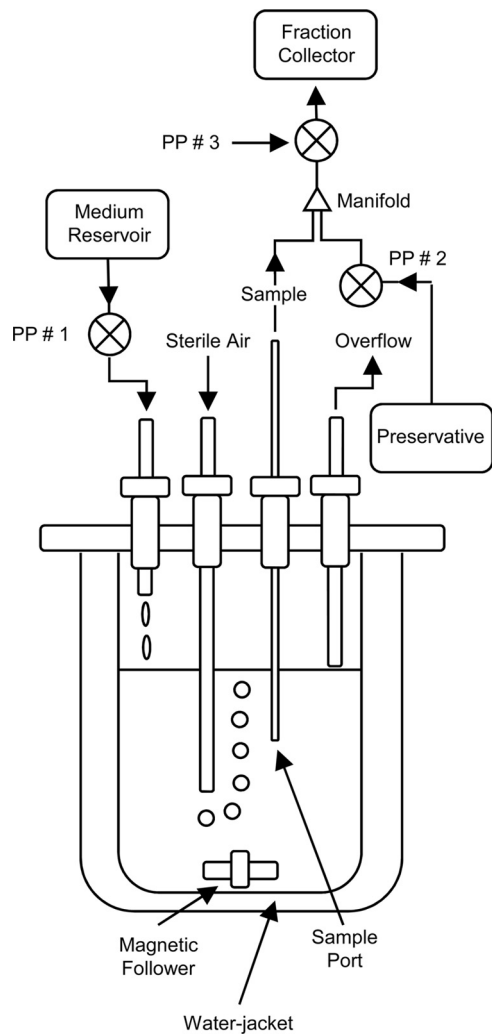 Fraction
Collector
PP # 3
Manifold
Medium
Reservoir
PP # 2
Sample
PP # 1
Sterile Air
Overflow
Preservative
Magnetic
Follower
Sample
Port
Water-jacket